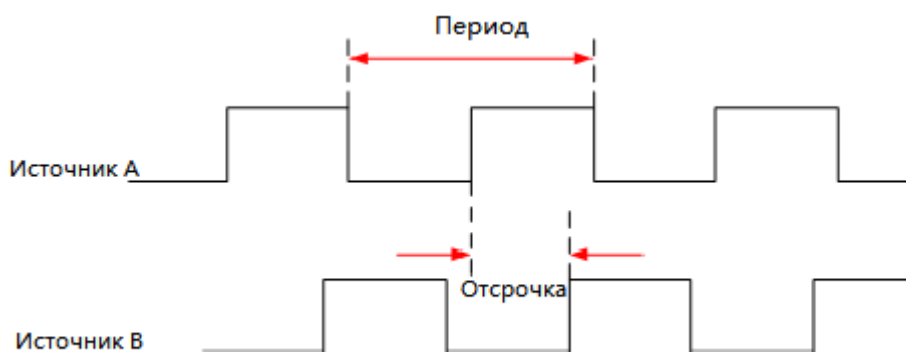 Период
Источник А
Отсрочка
Источник В